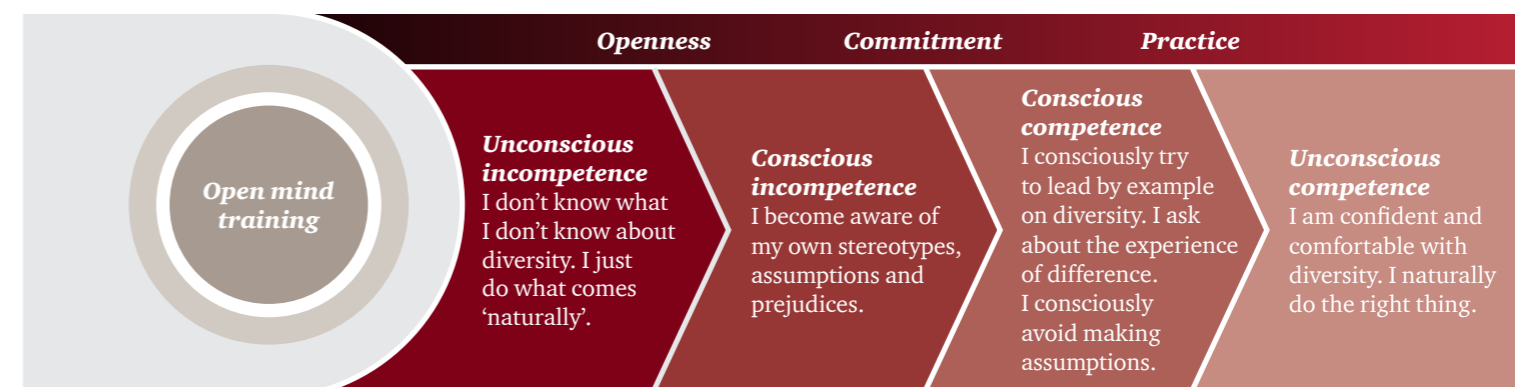 Openness
Commitment
Practice
Open mind
training
Unconscious
incompetence
I don’t know what
I don’t know about
diversity. I just
do what comes
‘naturally’.
Conscious
incompetence
I become aware of
my own stereotypes,
assumptions and
prejudices.
Conscious
competence
I consciously try
to lead by example
on diversity. I ask
about the experience
of difference.
I consciously
avoid making
assumptions.
Unconscious
competence
I am confident and
comfortable with
diversity. I naturally
do the right thing.